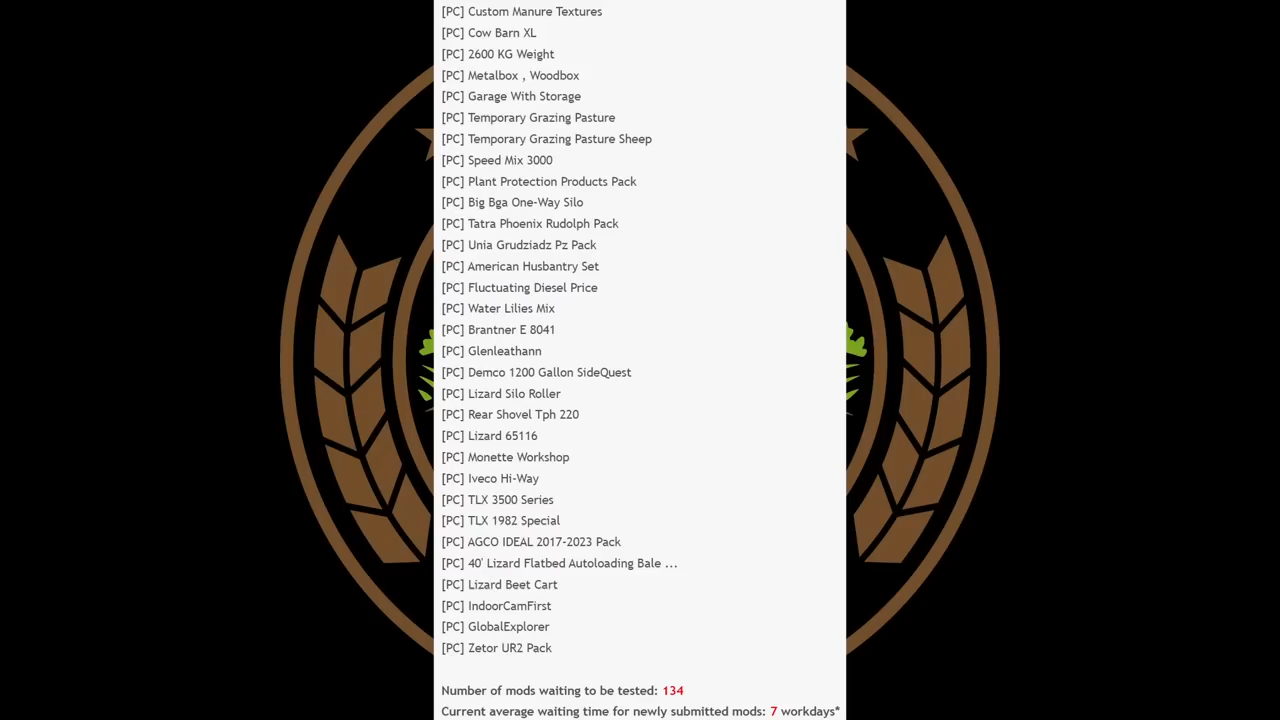 [PC] Custom Manure Textures
[PC] Cow Barn XL
[PC] 2600 KG Weight
[PC] Metalbox , Woodbox
[PC] Garage With Storage
[PC] Temporary Grazing Pasture
[PC] Temporary Grazing Pasture Sheep
[PC] Speed Mix 3000
[PC] Plant Protection Products Pack
[PC] Big Bga One-Way Silo
[PC] Tatra Phoenix Rudolph Pack
[PC] Unia Grudziadz Pz Pack
[PC] American Husbantry Set
[PC] Fluctuating Diesel Price
[PC] Water Lilies Mix
[PC] Brantner E 8041
[PC] Glenleathann
[PC] Demco 1200 Gallon SideQuest
[PC] Lizard Silo Roller
[PC] Rear Shovel Tph 220
[PC] Lizard 65116
[PC] Monette Workshop
[PC] Iveco Hi-Way
[PC] TLX 3500 Series
[PC] TLX 1982 Special
[PC] AGCO IDEAL 2017-2023 Pack
[PC] 40' Lizard Flatbed Autoloading Bale ...
[PC] Lizard Beet Cart
[PC] IndoorCamFirst
[PC] GlobalExplorer
[PC] Zetor UR2 Pack
Number of mods waiting to be tested: 134
Current average waiting time for newly submitted mods: 7 workdays*